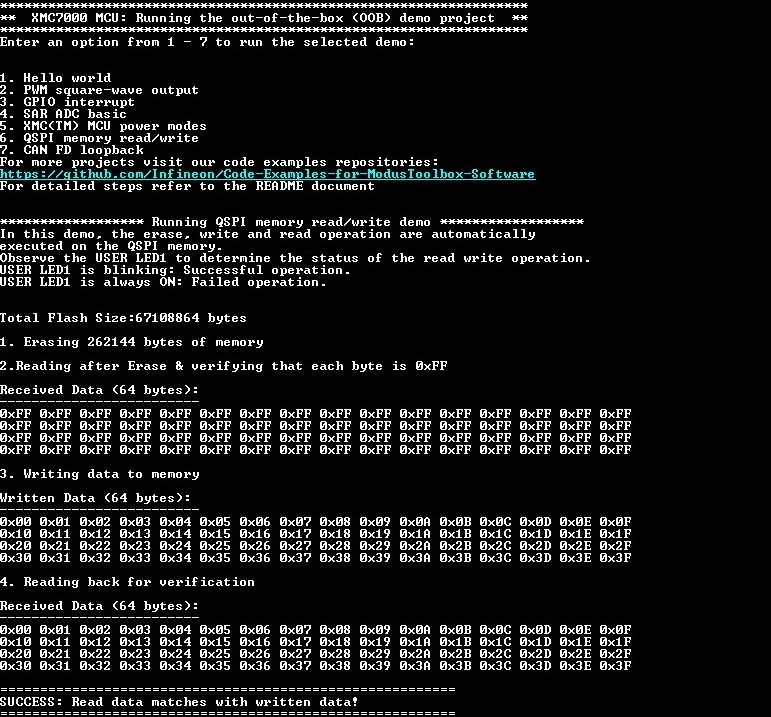 ******************************************************************
**  XMC7000 MCU: Running the out-of-the-box (OOB) demo project  **
******************************************************************
Enter an option from 1 - 7 to run the selected demo:
1. Hello world
2. PWM square-wave output
3. GPIO interrupt
4. SAR ADC basic
5. XMC(TM) MCU power modes
6. QSPI memory read/write
7. CAN FD loopback
For more projects visit our code examples repositories:
https://github.com/Infineon/Code-Examples-for-ModusToolbox-Software
For detailed steps refer to the README document
****************** Running QSPI memory read/write demo ******************
In this demo, the erase, write and read operation are automatically
executed on the QSPI memory.
Observe the USER LED1 to determine the status of the read write operation.
USER LED1 is blinking: Successful operation.
USER LED1 is always ON: Failed operation.
Total Flash Size:67108864 bytes
1. Erasing 262144 bytes of memory
2.Reading after Erase & verifying that each byte is 0xFF
Received Data (64 bytes):
-------------------------
0xFF 0xFF 0xFF 0xFF 0xFF 0xFF 0xFF 0xFF 0xFF 0xFF 0xFF 0xFF 0xFF 0xFF 0xFF 0xFF
0xFF 0xFF 0xFF 0xFF 0xFF 0xFF 0xFF 0xFF 0xFF 0xFF 0xFF 0xFF 0xFF 0xFF 0xFF 0xFF
0xFF 0xFF 0xFF 0xFF 0xFF 0xFF 0xFF 0xFF 0xFF 0xFF 0xFF 0xFF 0xFF 0xFF 0xFF 0xFF
0xFF 0xFF 0xFF 0xFF 0xFF 0xFF 0xFF 0xFF 0xFF 0xFF 0xFF 0xFF 0xFF 0xFF 0xFF 0xFF
3. Writing data to memory
Written Data (64 bytes):
-------------------------
0x00 0x01 0x02 0x03 0x04 0x05 0x06 0x07 0x08 0x09 0x0A 0x0B 0x0C 0x0D 0x0E 0x0F
0x10 0x11 0x12 0x13 0x14 0x15 0x16 0x17 0x18 0x19 0x1A 0x1B 0x1C 0x1D 0x1E 0x1F
0x20 0x21 0x22 0x23 0x24 0x25 0x26 0x27 0x28 0x29 0x2A 0x2B 0x2C 0x2D 0x2E 0x2F
0x30 0x31 0x32 0x33 0x34 0x35 0x36 0x37 0x38 0x39 0x3A 0x3B 0x3C 0x3D 0x3E 0x3F
4. Reading back for verification
Received Data (64 bytes):
-------------------------
0x00 0x01 0x02 0x03 0x04 0x05 0x06 0x07 0x08 0x09 0x0A 0x0B 0x0C 0x0D 0x0E 0x0F
0x10 0x11 0x12 0x13 0x14 0x15 0x16 0x17 0x18 0x19 0x1A 0x1B 0x1C 0x1D 0x1E 0x1F
0x20 0x21 0x22 0x23 0x24 0x25 0x26 0x27 0x28 0x29 0x2A 0x2B 0x2C 0x2D 0x2E 0x2F
0x30 0x31 0x32 0x33 0x34 0x35 0x36 0x37 0x38 0x39 0x3A 0x3B 0x3C 0x3D 0x3E 0x3F
=========================================================
SUCCESS: Read data matches with written data!
=========================================================